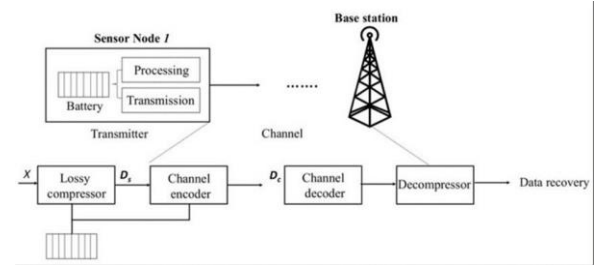 Base station
Sensor Node 1
Processing
Battery
Transmission
.......
Transmitter
Channel
X
Lossy
compressor
Ds
Channel
encoder
Dc
Channel
decoder
Decompressor
Data recovery